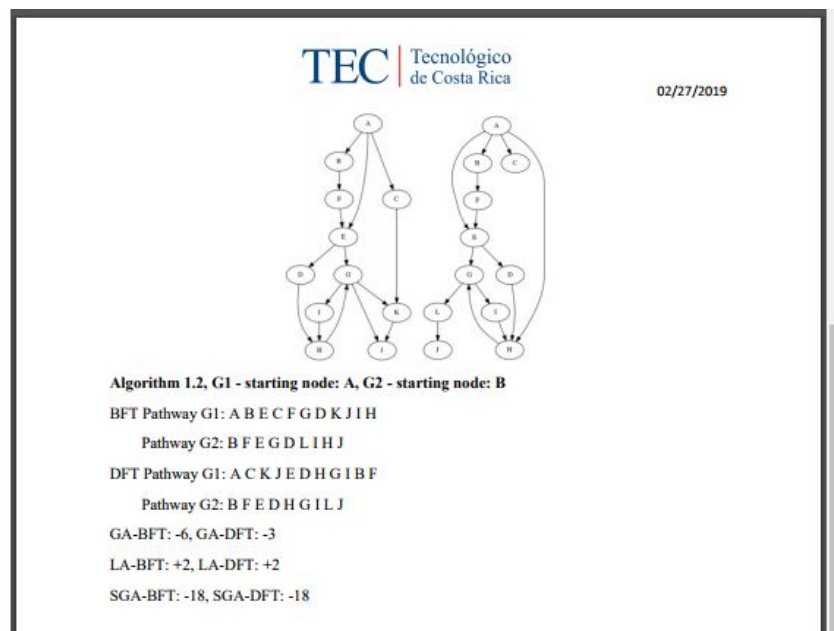 TEC Tecnológico
de Costa Rica
02/27/2019
A A
B B C
F C F
E E
D G G D
I K L I
H J J H
Algorithm 1.2, G1 - starting node: A, G2 - starting node: B
BFT Pathway G1: A B E C F G D K J I H
Pathway G2: B F E G D L I H J
DFT Pathway G1: A C K J E D H G I B F
Pathway G2: B F E D H G I L J
GA-BFT: -6, GA-DFT: -3
LA-BFT: +2, LA-DFT: +2
SGA-BFT: -18, SGA-DFT: -18